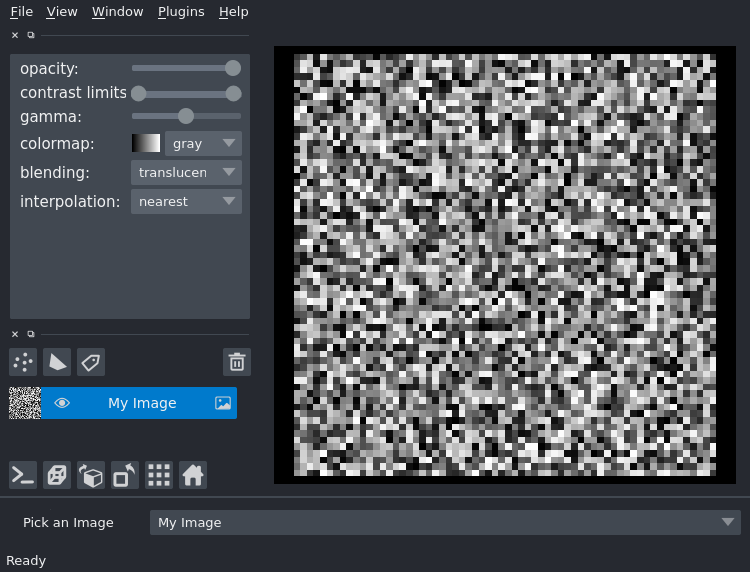 File View Window Plugins Help
opacity:
contrast limits
gamma:
colormap: gray
blending: translucen
interpolation: nearest
My Image
Pick an Image My Image
Ready